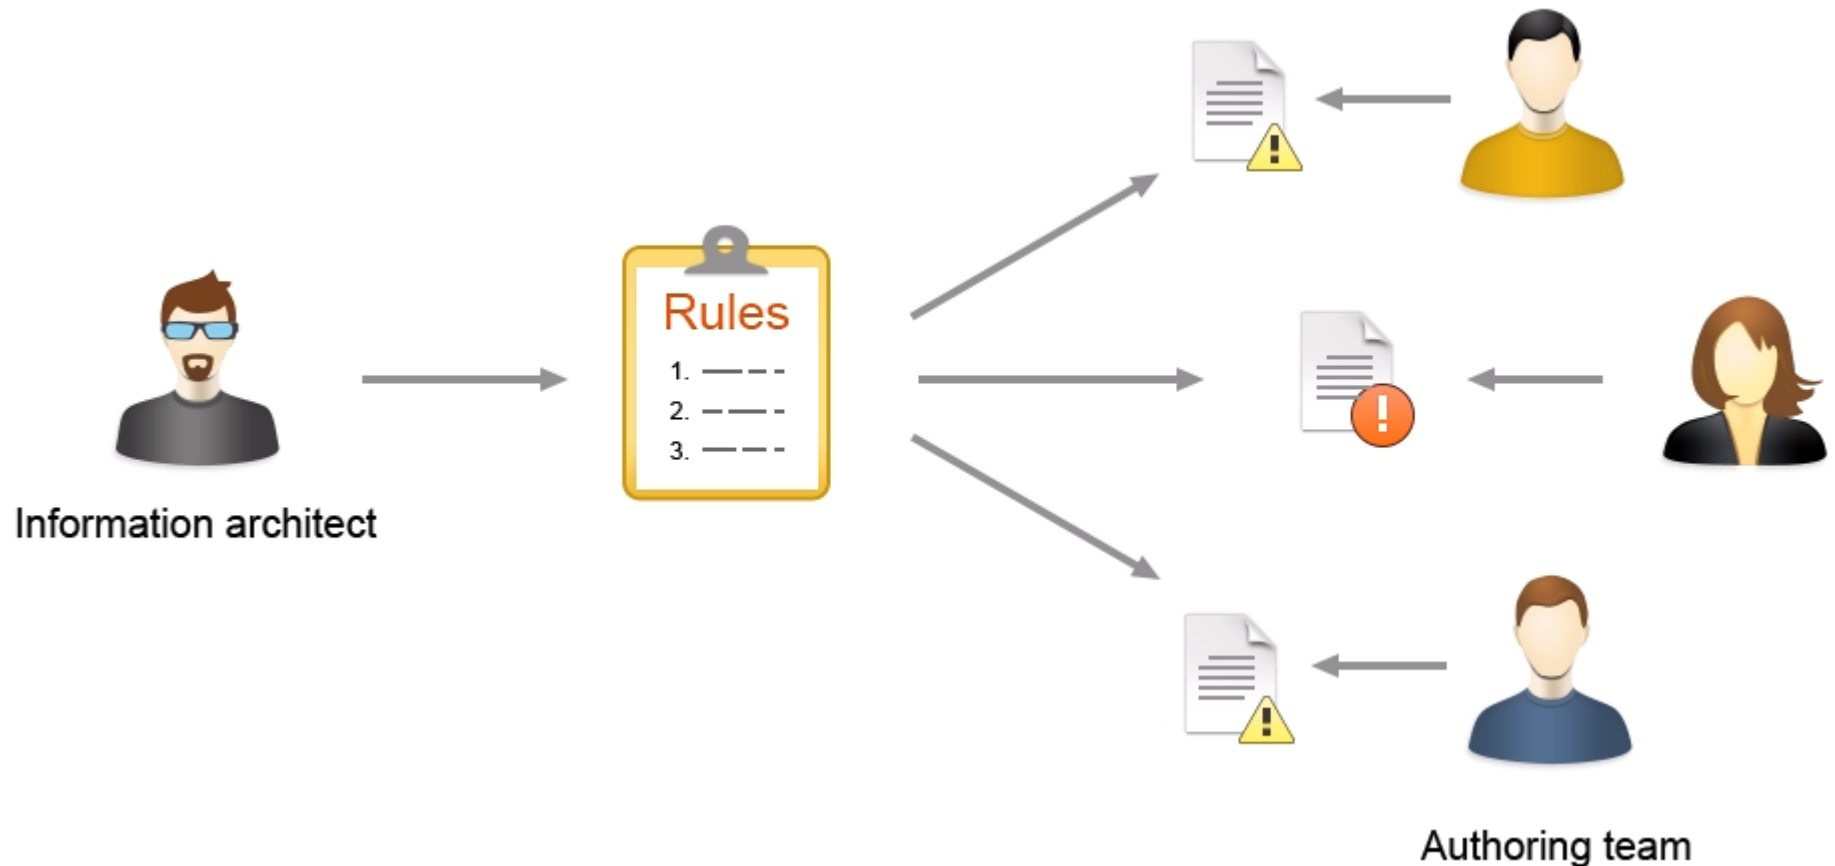 Information architect
Rules
1.
2.
3.
Authoring team